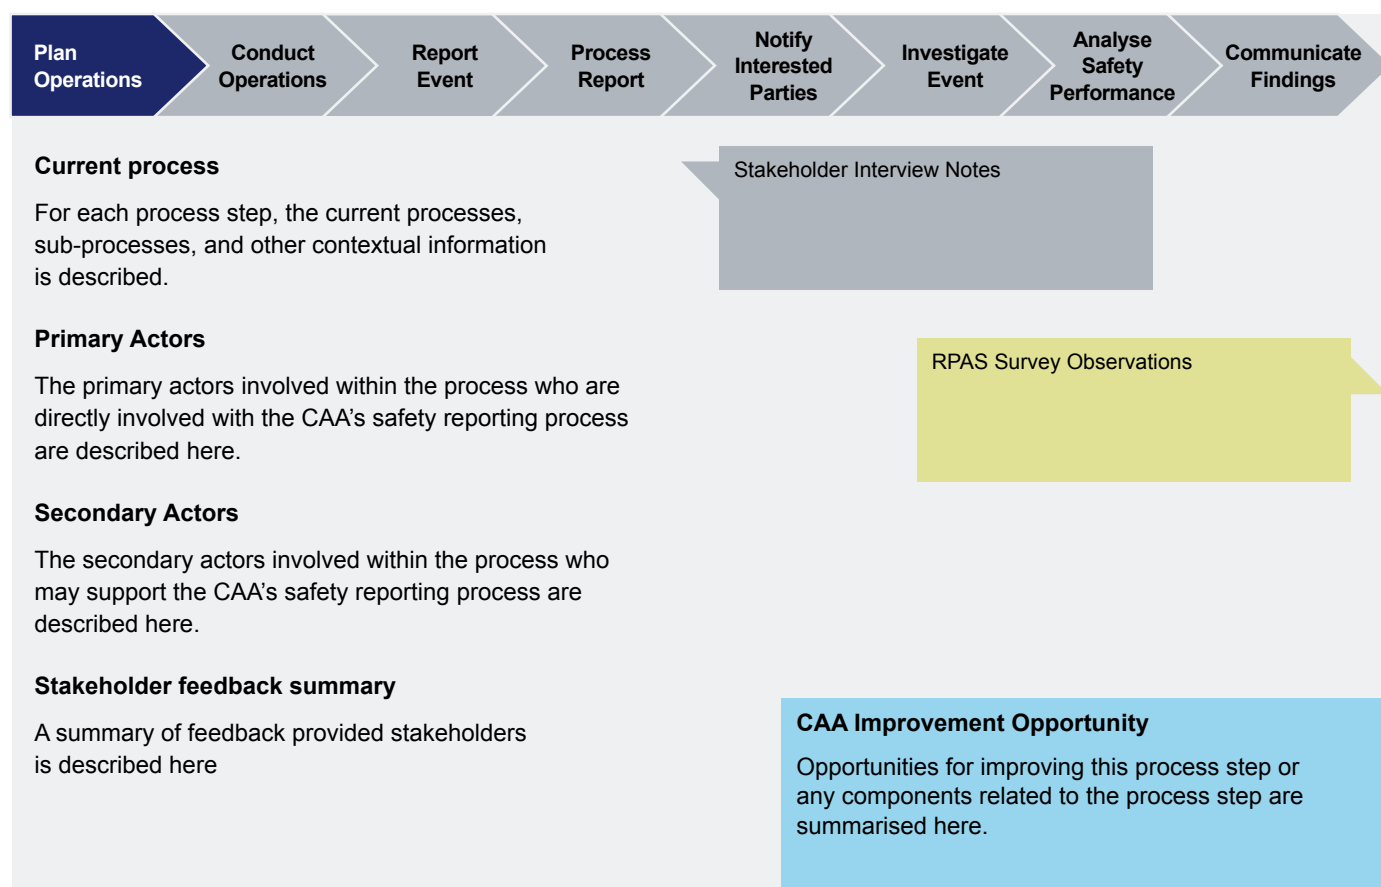 Plan
Operations
Conduct
Operations
Report
Event
Process
Report
Notify
Interested
Parties
Investigate
Event
Analyse
Safety
Performance
Communicate
Findings
Current process
For each process step, the current processes,
sub-processes, and other contextual information
is described.
Stakeholder Interview Notes
Primary Actors
The primary actors involved within the process who are
directly involved with the CAA’s safety reporting process
are described here.
RPAS Survey Observations
Secondary Actors
The secondary actors involved within the process who
may support the CAA’s safety reporting process are
described here.
Stakeholder feedback summary
A summary of feedback provided stakeholders
is described here
CAA Improvement Opportunity
Opportunities for improving this process step or
any components related to the process step are
summarised here.